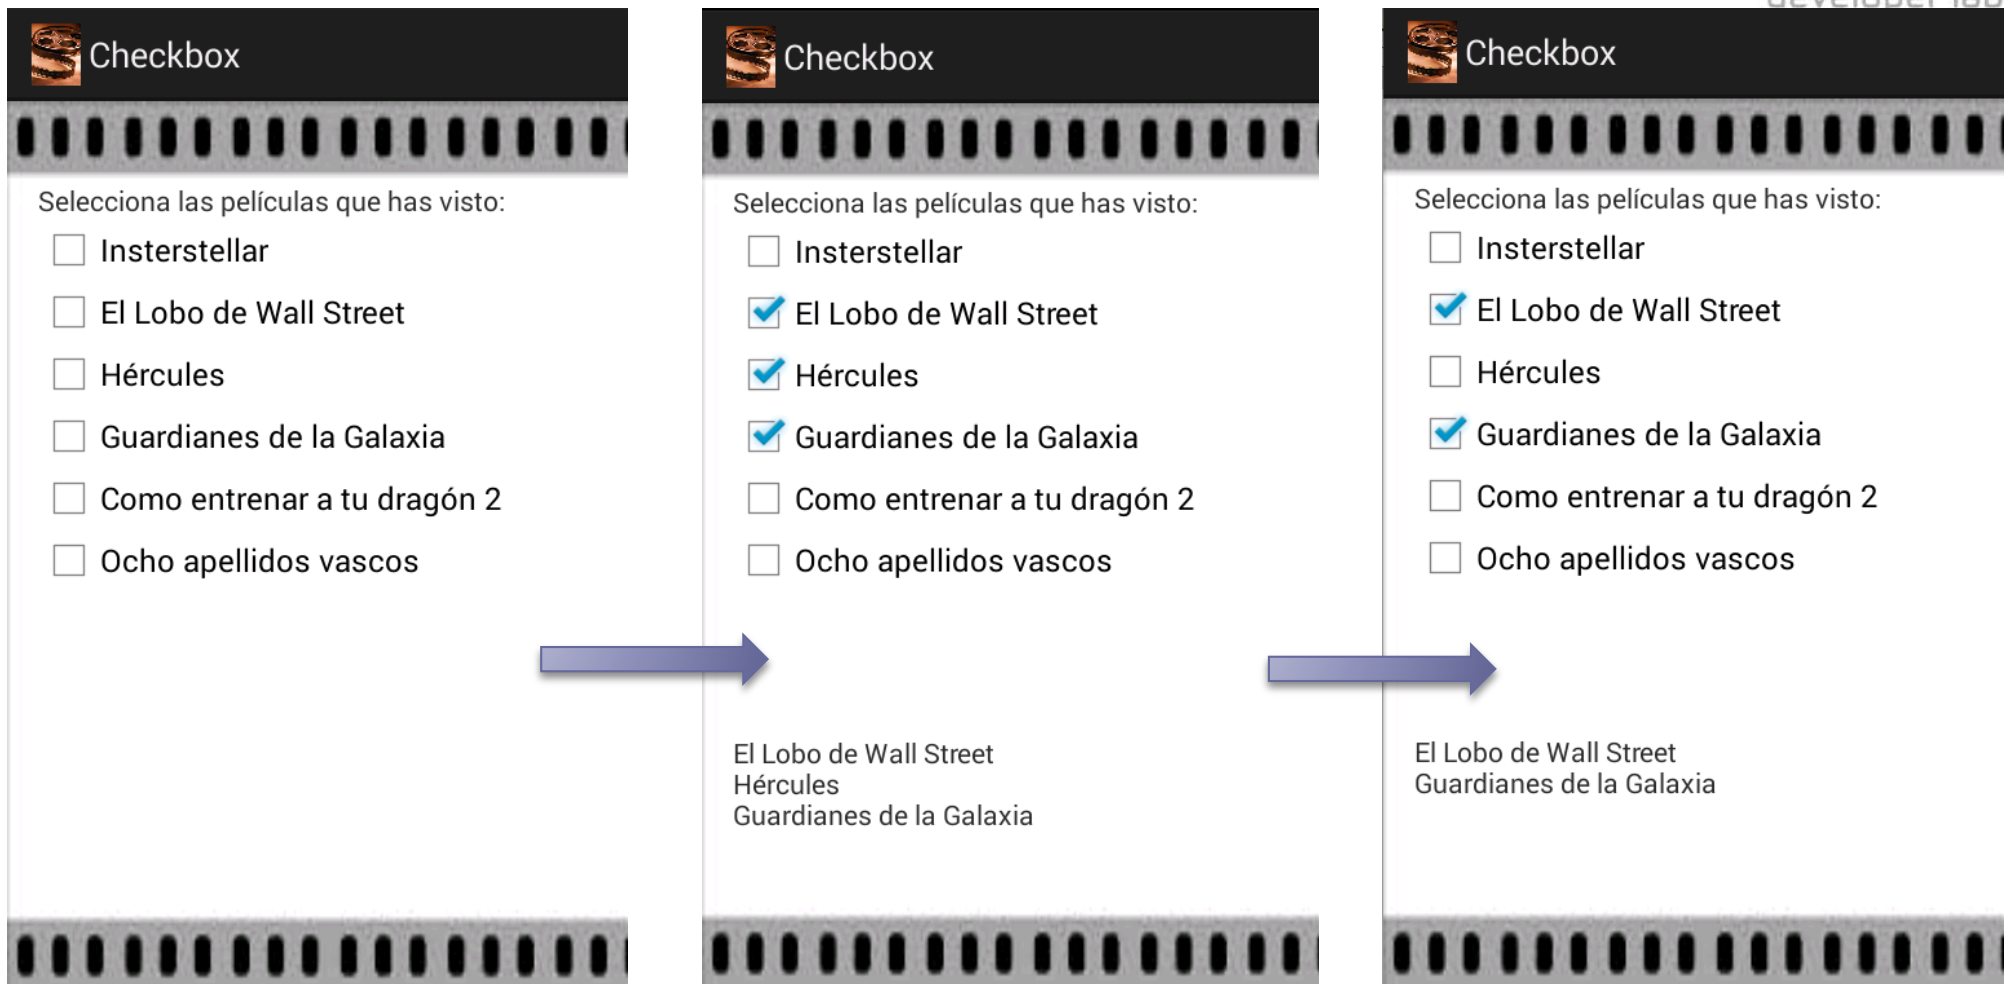 developer lab
Checkbox
Selecciona las películas que has visto:
Insterstellar
El Lobo de Wall Street
Hércules
Guardianes de la Galaxia
Como entrenar a tu dragón 2
Ocho apellidos vascos
Checkbox
Selecciona las películas que has visto:
Insterstellar
El Lobo de Wall Street
Hércules
Guardianes de la Galaxia
Como entrenar a tu dragón 2
Ocho apellidos vascos
El Lobo de Wall Street
Hércules
Guardianes de la Galaxia
Checkbox
Selecciona las películas que has visto:
Insterstellar
El Lobo de Wall Street
Hércules
Guardianes de la Galaxia
Como entrenar a tu dragón 2
Ocho apellidos vascos
El Lobo de Wall Street
Guardianes de la Galaxia